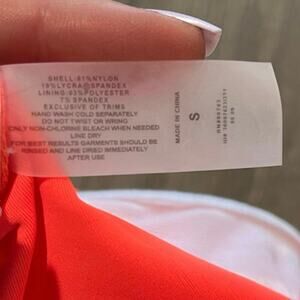 SHELL:81%NYLON
19%LYCRA®SPANDEX
LINING:93%POLYESTER
7% SPANDEX
EXCLUSIVE OF TRIMS
HAND WASH COLD SEPARATELY
DO NOT TWIST OR WRING
ONLY NON-CHLORINE BLEACH WHEN NEEDED
LINE DRY
FOR BEST RESULTS GARMENTS SHOULD BE
RINSED AND LINE DRIED IMMEDIATELY
AFTER USE
MADE IN CHINA
S